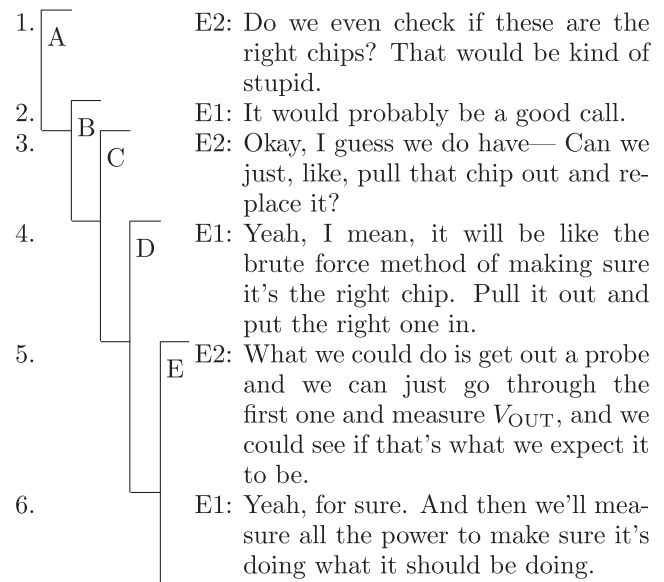 1. A E2: Do we even check if these are the
right chips? That would be kind of
stupid.
2. B E1: It would probably be a good call.
3. C E2: Okay, I guess we do have— Can we
just, like, pull that chip out and re-
place it?
4. D E1: Yeah, I mean, it will be like the
brute force method of making sure
it's the right chip. Pull it out and
put the right one in.
5. E E2: What we could do is get out a probe
and we can just go through the
first one and measure V_OUT, and we
could see if that's what we expect it
to be.
6. E1: Yeah, for sure. And then we'll mea-
sure all the power to make sure it's
doing what it should be doing.